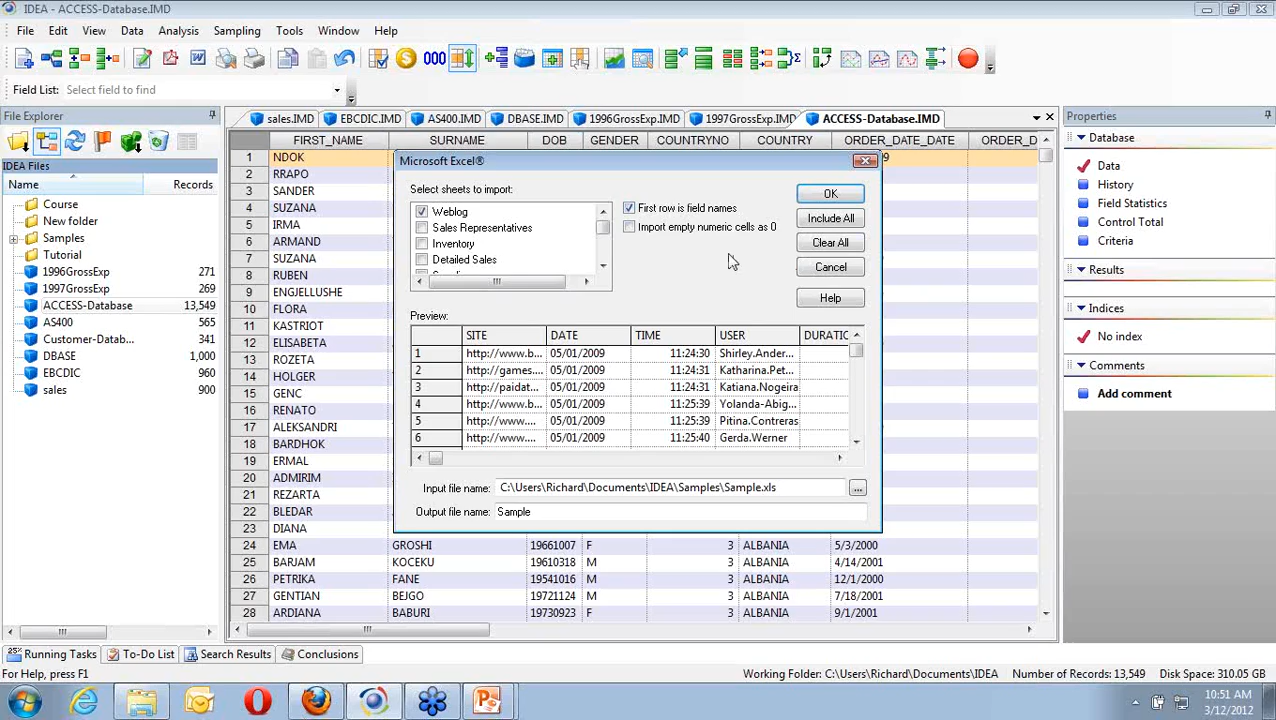 IDEA - ACCESS-Database.IMD
File Edit View Data Analysis Sampling Tools Window Help
Field List: Select field to find
File Explorer
IDEA Files
Name Records
Course
New folder
Samples
Tutorial
1996GrossExp 271
1997GrossExp 269
ACCESS-Database 13,549
AS400 565
Customer-Datab... 341
DBASE 1,000
EBCDIC 960
sales 900
sales.IMD EBCDIC.IMD AS400.IMD DBASE.IMD 1996GrossExp.IMD 1997GrossExp.IMD ACCESS-Database.IMD
FIRST_NAME SURNAME DOB GENDER COUNTRYNO COUNTRY ORDER_DATE_DATE ORDER_D
1 NDOK
2 RRAPO
3 SANDER
4 SUZANA
5 IRMA
6 ARMAND
7 SUZANA
8 RUBEN
9 ENGJELLUSHE
10 FLORA
11 KASTRIOT
12 ELISABETA
13 ROZETA
14 HOLGER
15 GENC
16 RENATO
17 ALEKSANDRI
18 BARDHOK
19 ERMAL
20 ADMIRIM
21 REZARTA
22 BLEDAR
23 DIANA
24 EMA GROSHI 19661007 F 3 ALBANIA 5/3/2000
25 BARJAM KOCEKU 19610318 M 3 ALBANIA 4/14/2001
26 PETRIKA FANE 19541016 M 3 ALBANIA 12/1/2000
27 GENTIAN BEJGO 19721124 M 3 ALBANIA 7/18/2001
28 ARDIANA BABURI 19730923 F 3 ALBANIA 9/1/2001
Microsoft Excel®
Select sheets to import:
Weblog
Sales Representatives
Inventory
Detailed Sales
First row is field names
Import empty numeric cells as 0
OK
Include All
Clear All
Cancel
Help
Preview:
SITE DATE TIME USER DURATIC
1 http://www.b... 05/01/2009 11:24:30 Shirley.Ander...
2 http://games.... 05/01/2009 11:24:31 Katharina.Pet...
3 http://paidat... 05/01/2009 11:24:31 Katiana.Nogeira
4 http://www.b... 05/01/2009 11:25:39 Yolanda-Abig...
5 http://www.... 05/01/2009 11:25:39 Pitina.Contreras
6 http://www.... 05/01/2009 11:25:40 Gerda.Werner
Input file name: C:\Users\Richard\Documents\IDEA\Samples\Sample.xls ...
Output file name: Sample
Properties
Database
Data
History
Field Statistics
Control Total
Criteria
Results
Indices
No index
Comments
Add comment
Running Tasks To-Do List Search Results Conclusions
For Help, press F1
Working Folder: C:\Users\Richard\Documents\IDEA Number of Records: 13,549 Disk Space: 310.05 GB
10:51 AM
3/12/2012